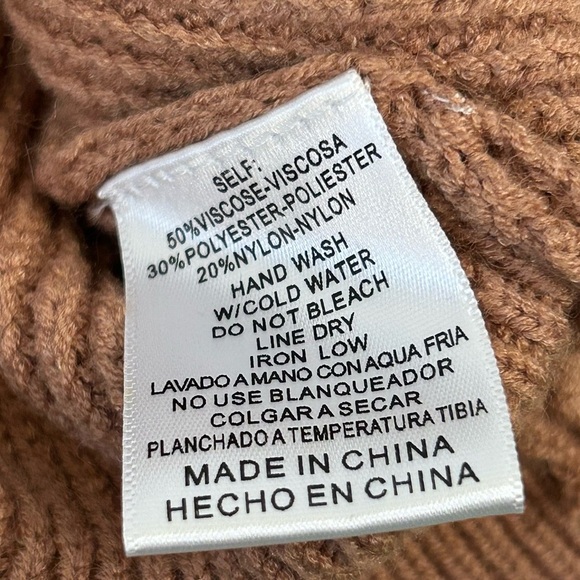 SELF:
50%VISCOSE-VISCOSA
30%POLYESTER-POLIESTER
20%NYLON-NYLON
HAND WASH
W/COLD WATER
DO NOT BLEACH
LINE DRY
IRON LOW
LAVADO A MANO CON AQUA FRIA
NO USE BLANQUEADOR
COLGAR A SECAR
PLANCHADO A TEMPERATURA TIBIA
MADE IN CHINA
HECHO EN CHINA